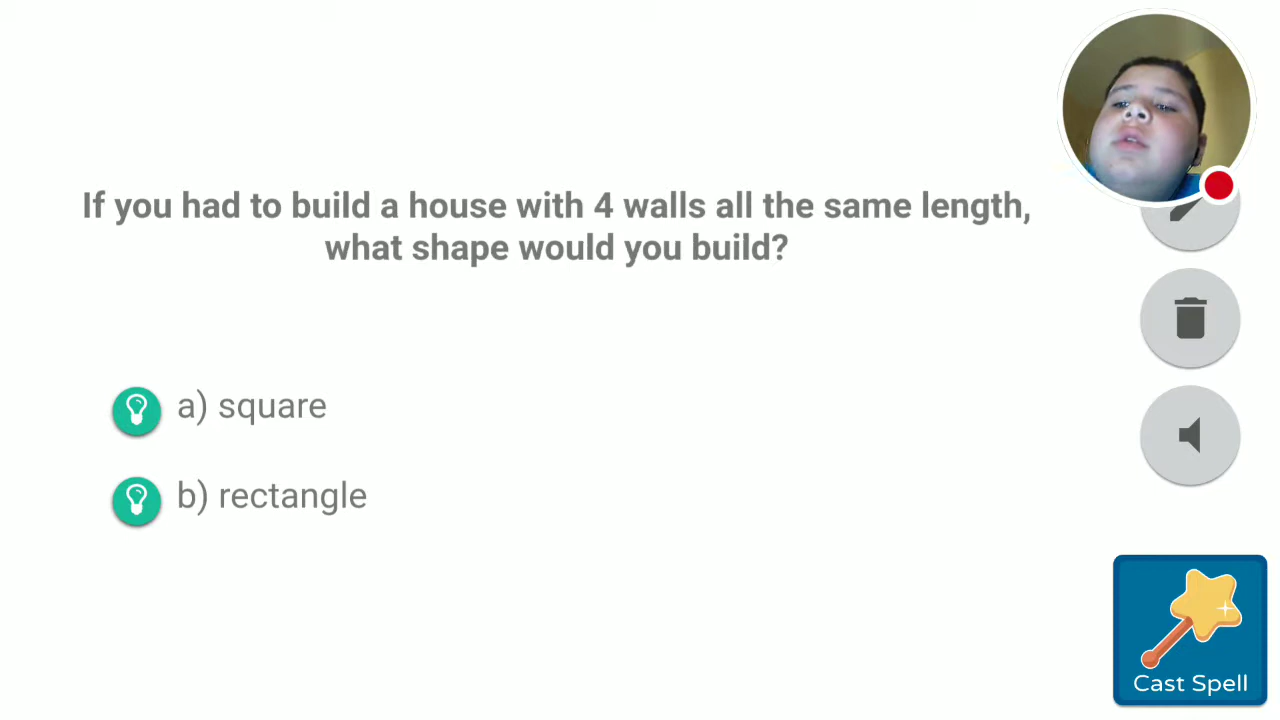 If you had to build a house with 4 walls all the same length,
what shape would you build?
a) square
b) rectangle
Cast Spell